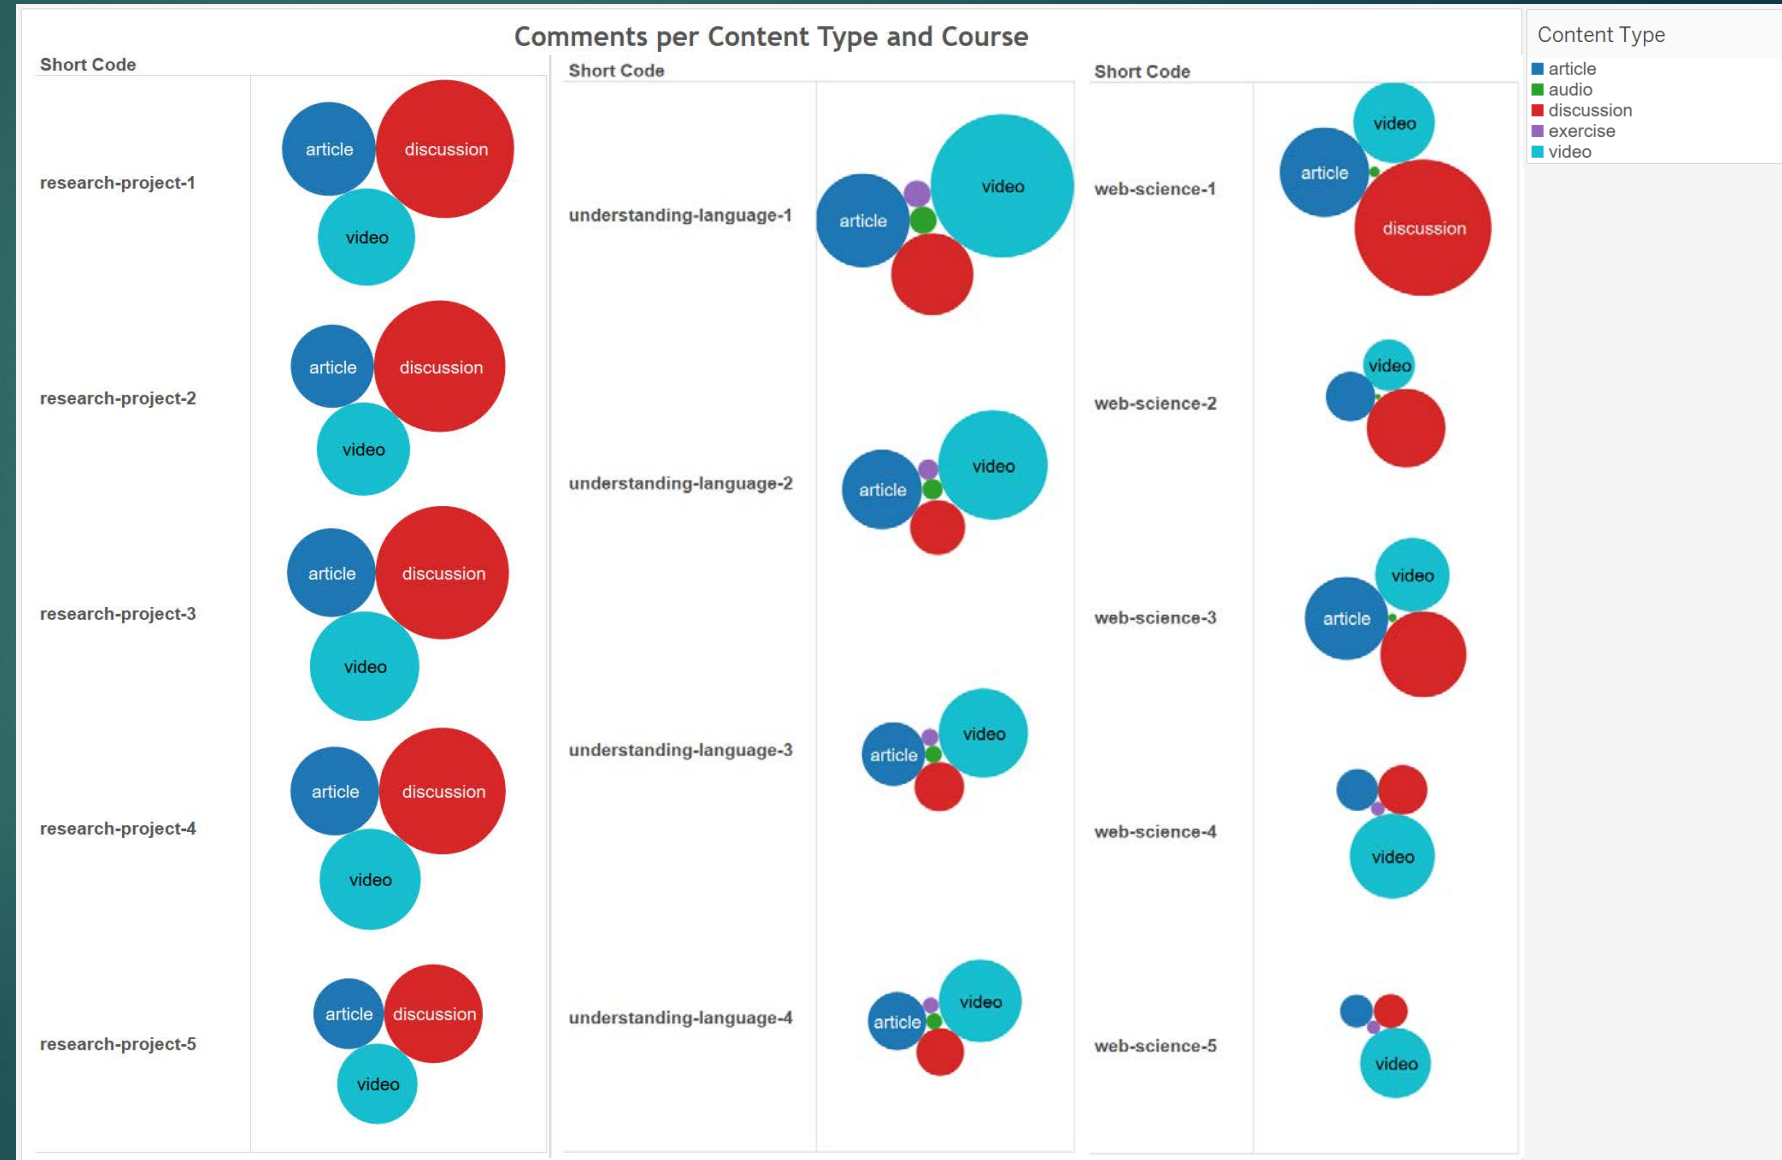 Comments per Content Type and Course
Short Code
research-project-1
article
discussion
video
research-project-2
article
discussion
video
research-project-3
article
discussion
video
research-project-4
article
discussion
video
research-project-5
article
discussion
video
Short Code
understanding-language-1
article
video
understanding-language-2
article
video
understanding-language-3
article
video
understanding-language-4
article
video
Short Code
web-science-1
video
article
discussion
web-science-2
video
web-science-3
video
article
web-science-4
video
web-science-5
video
Content Type
article
audio
discussion
exercise
video